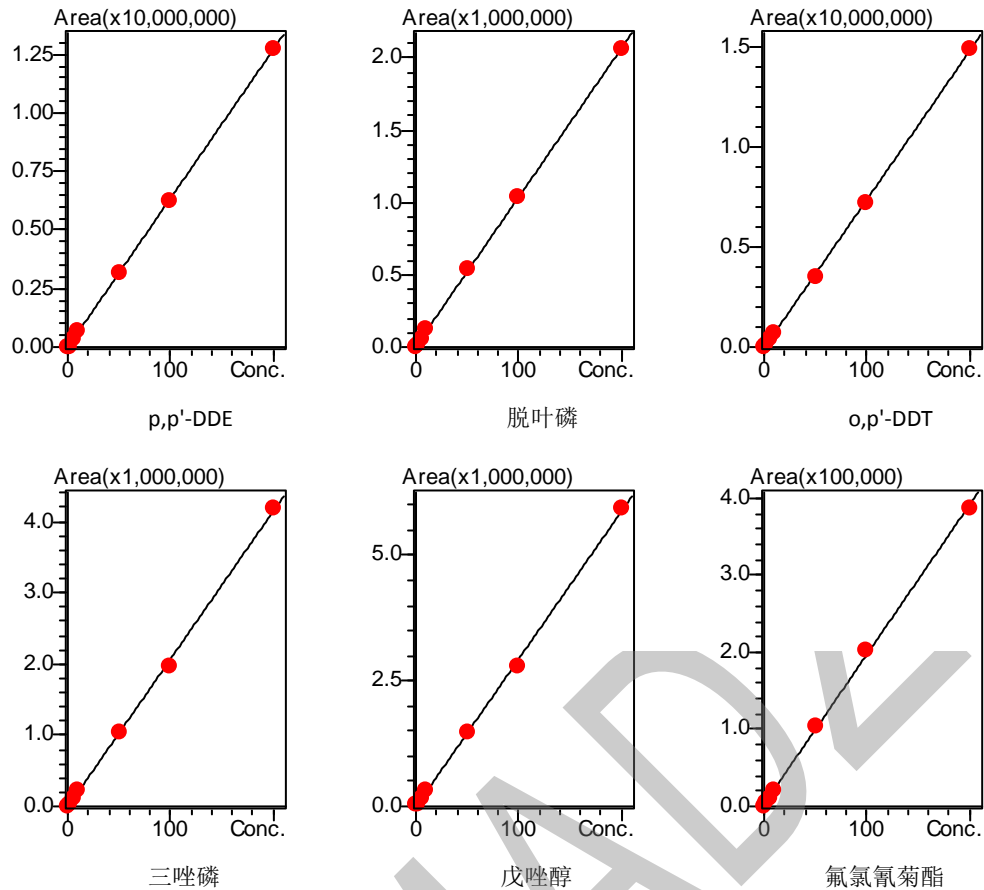 Area(x10,000,000)
1.25
1.00
0.75
0.50
0.25
0.00
0 100 Conc.
p,p'-DDE
Area(x1,000,000)
2.0
1.5
1.0
0.5
0.0
0 100 Conc.
脱叶磷
Area(x10,000,000)
1.5
1.0
0.5
0.0
0 100 Conc.
o,p'-DDT
Area(x1,000,000)
4.0
3.0
2.0
1.0
0.0
0 100 Conc.
三唑磷
Area(x1,000,000)
5.0
2.5
0.0
0 100 Conc.
戊唑醇
Area(x100,000)
4.0
3.0
2.0
1.0
0.0
0 100 Conc.
氟氯氰菊酯